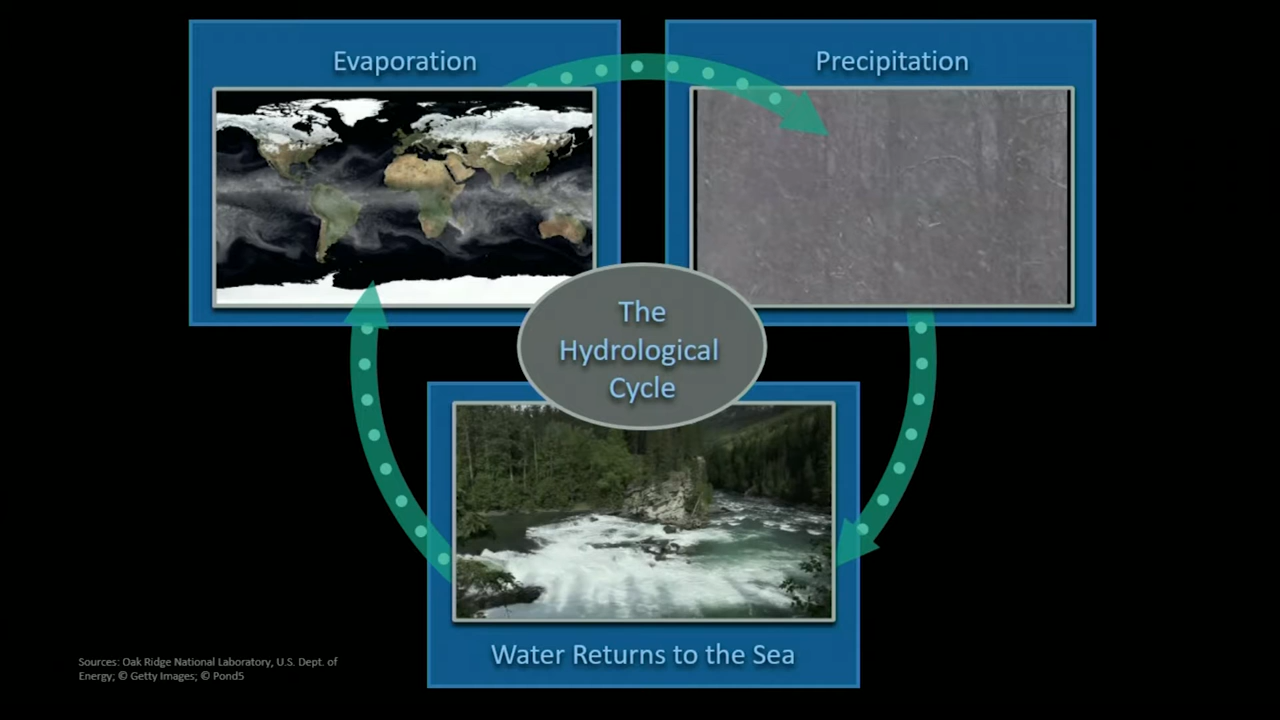 Evaporation
Precipitation
The
Hydrological
Cycle
Water Returns to the Sea
Sources: Oak Ridge National Laboratory, U.S. Dept. of
Energy; © Getty Images; © Pond5